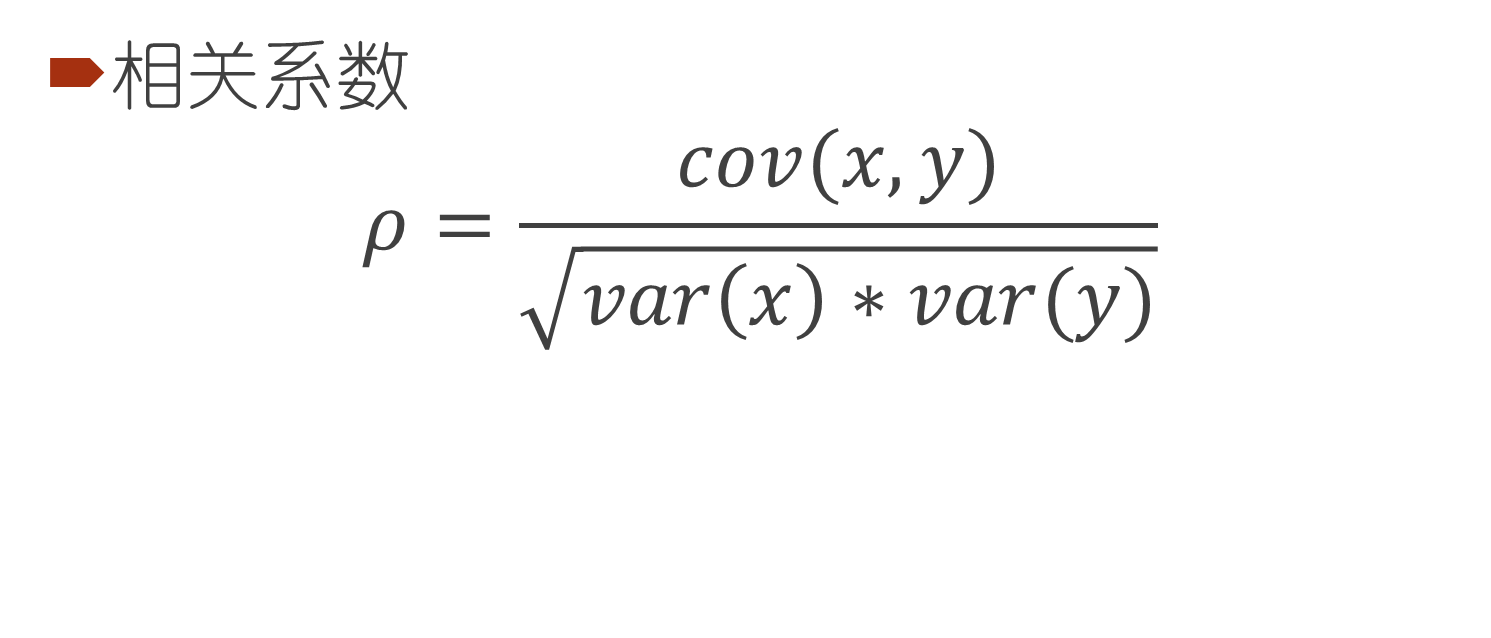 相关系数
ρ = cov(x, y) / √(var(x) * var(y))